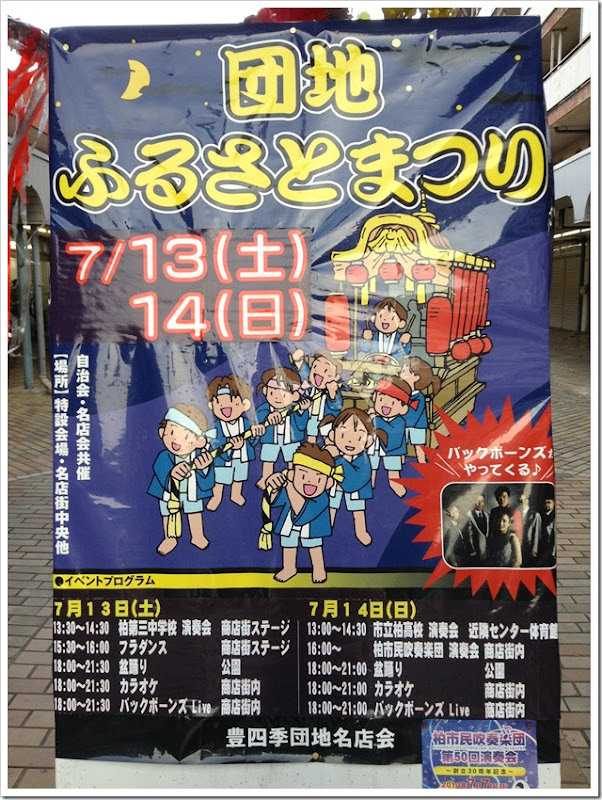 団地
ふるさとまつり
7/13(土)
14(日)
自治会・名店会共催
【場所】特設会場・名店街中央他
バックボーンズが
やってくる♪
●イベントプログラム
7月13日(土)
13:30〜14:30 柏第三中学校 演奏会 商店街ステージ
15:30〜16:00 フラダンス 商店街ステージ
18:00〜21:30 盆踊り 公園
18:00〜21:30 カラオケ 商店街内
18:00〜21:30 バックボーンズ Live 商店街内
7月14日(日)
13:00〜14:30 市立柏高校 演奏会 近隣センター体育館
16:00〜 柏市民吹奏楽団 演奏会 商店街内
18:00〜21:00 盆踊り 公園
18:00〜21:00 カラオケ 商店街内
18:00〜21:00 バックボーンズ Live 商店街内
豊四季団地名店会
柏市民吹奏楽団
第50回演奏会
〜創立30周年記念〜